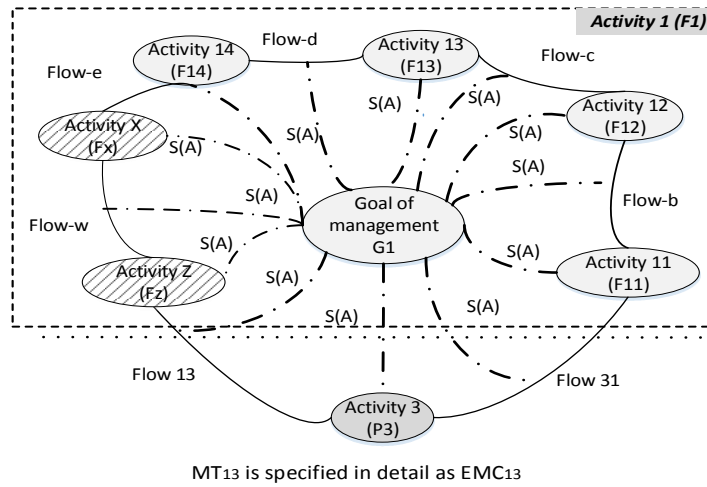 Activity 1 (F1)
Flow-d
Activity 13
(F13)
Activity 14
(F14)
Flow-c
Flow-e
Activity 12
(F12)
S(A)
S(A)
S(A)
S(A)
Activity X
(Fx)
S(A)
S(A)
S(A)
Goal of
management
G1
Flow-b
Flow-w
S(A)
S(A)
Activity 11
(F11)
Activity Z
(Fz)
S(A)
S(A)
S(A)
Flow 13
Flow 31
Activity 3
(P3)
MT13 is specified in detail as EMC13